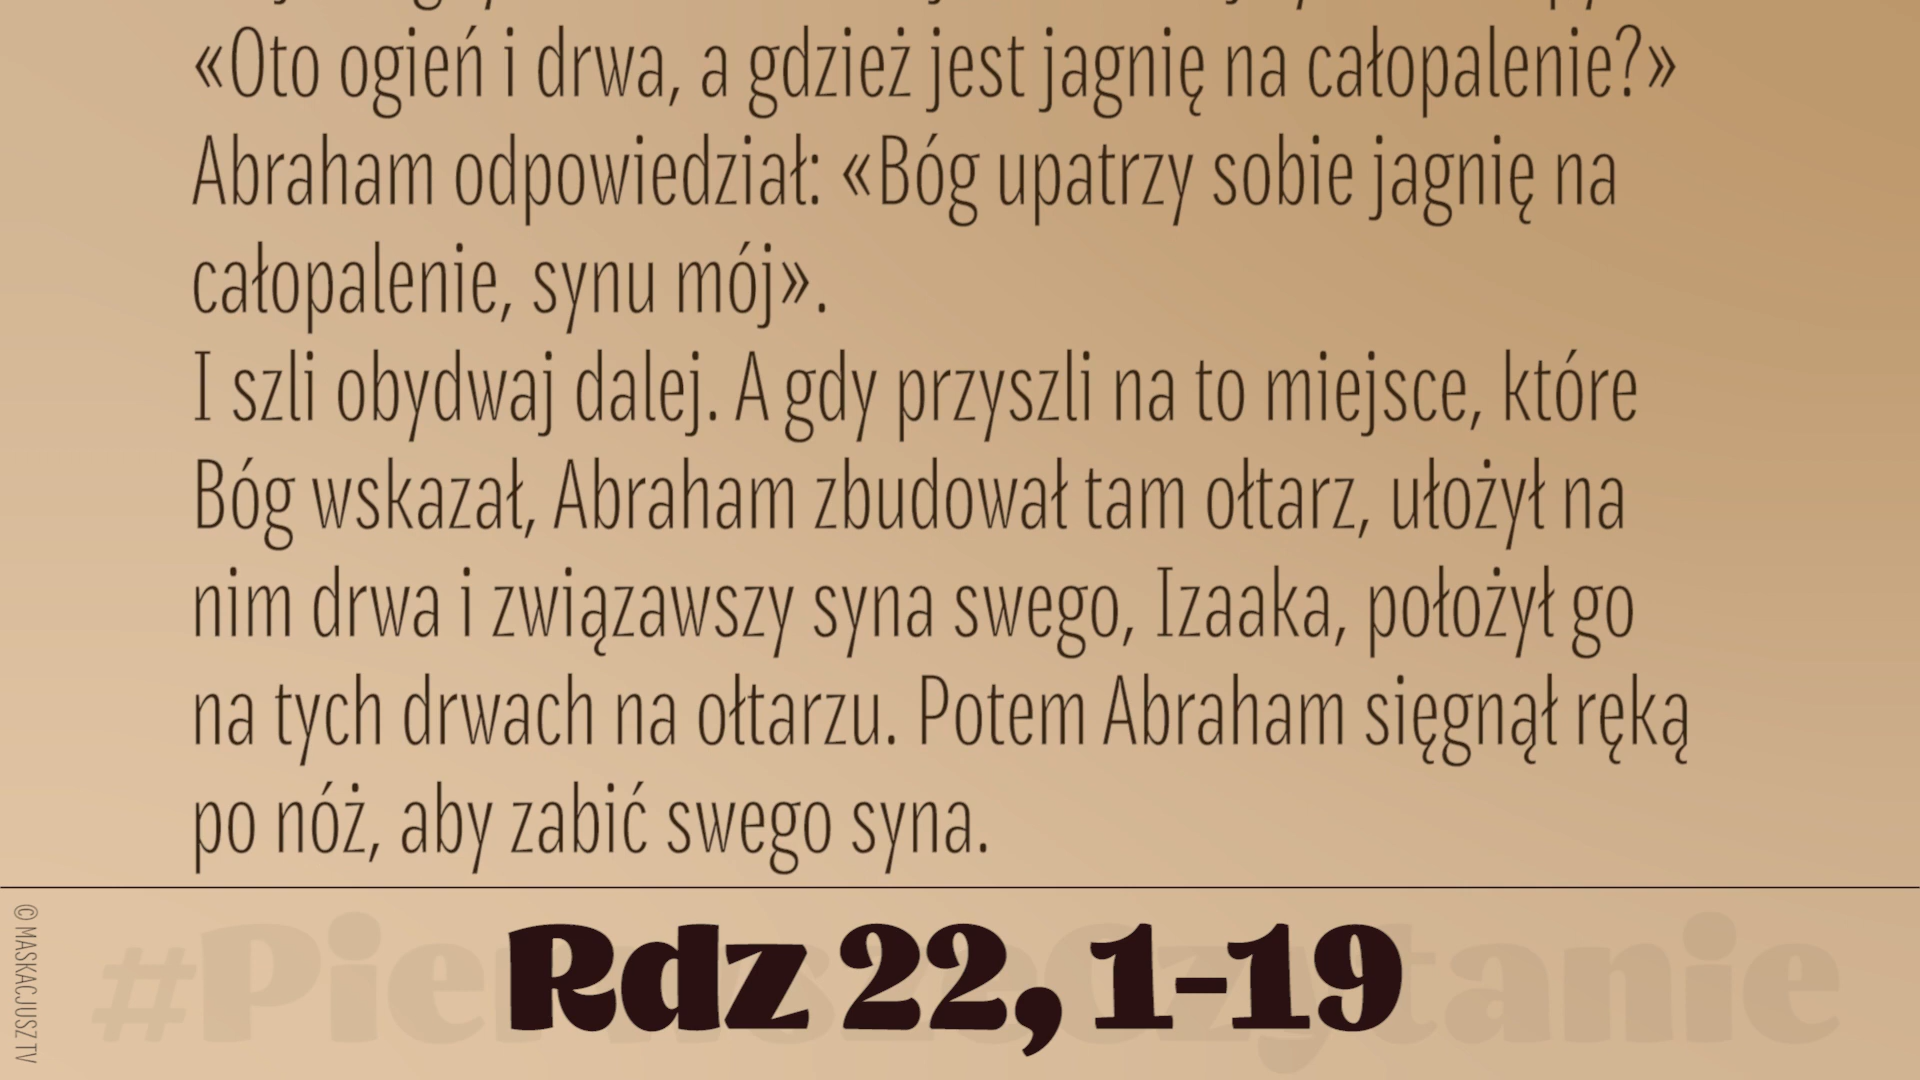 «Oto ogień i drwa, a gdzież jest jagnię na całopalenie?»
Abraham odpowiedział: «Bóg upatrzy sobie jagnię na
całopalenie, synu mój».
I szli obydwaj dalej. A gdy przyszli na to miejsce, które
Bóg wskazał, Abraham zbudował tam ołtarz, ułożył na
nim drwa i związawszy syna swego, Izaaka, położył go
na tych drwach na ołtarzu. Potem Abraham sięgnął ręką
po nóż, aby zabić swego syna.
#PierwszeCzytanie
Rdz 22, 1-19
© MASKACJUSZ TV